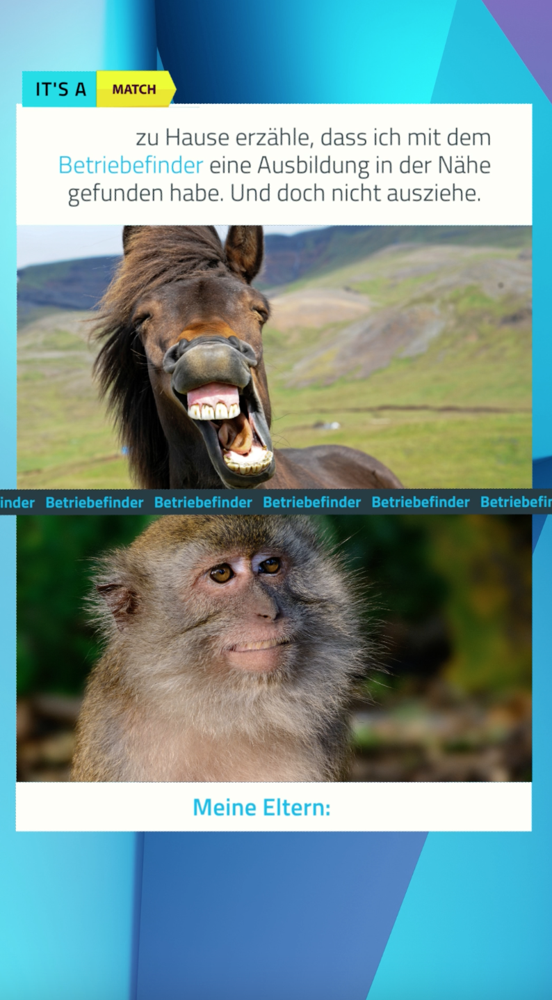 IT'S A MATCH
zu Hause erzähle, dass ich mit dem
Betriebefinder eine Ausbildung in der Nähe
gefunden habe. Und doch nicht ausziehe.
inder Betriebefinder Betriebefinder Betriebefinder Betriebefinder Betriebefin
Meine Eltern: